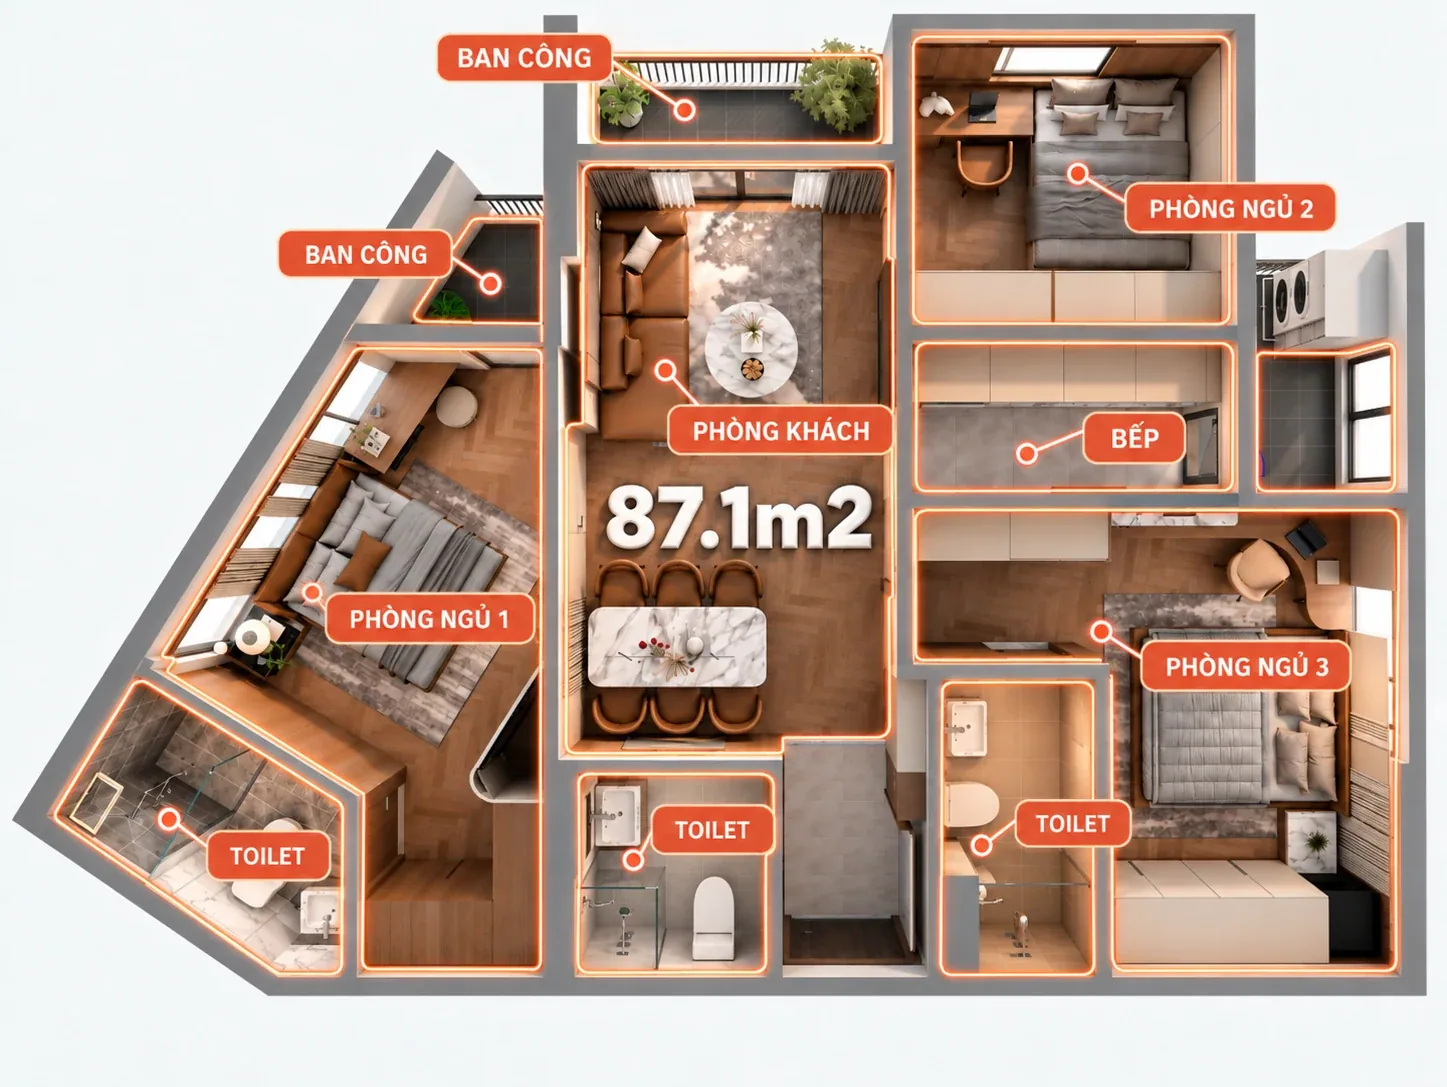 BAN CÔNG
BAN CÔNG
PHÒNG NGỦ 2
PHÒNG KHÁCH
BẾP
87.1m2
PHÒNG NGỦ 1
PHÒNG NGỦ 3
TOILET
TOILET
TOILET